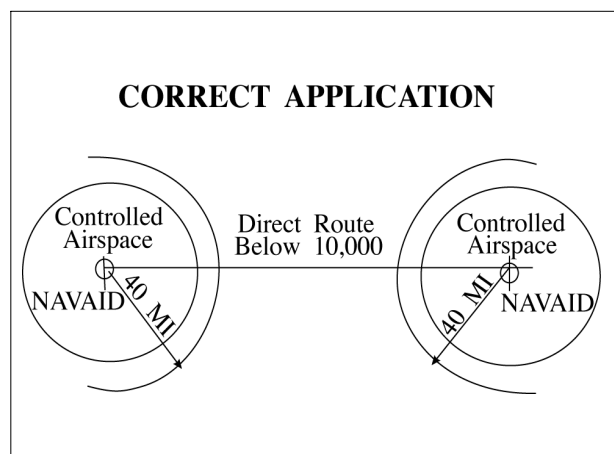 CORRECT APPLICATION
Controlled
Airspace
NAVAID
40 MI
Direct Route
Below 10,000
Controlled
Airspace
NAVAID
40 MI